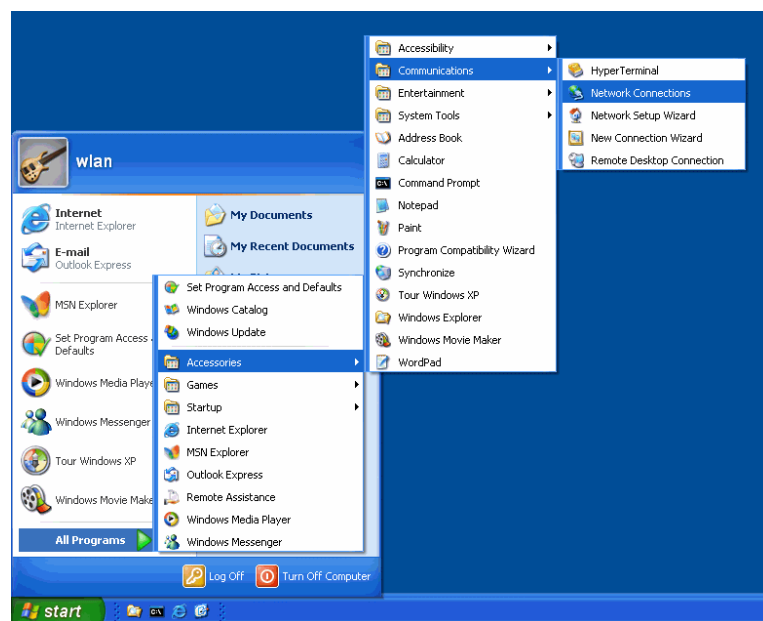 wlan
Internet
Internet Explorer
E-mail
Outlook Express
MSN Explorer
Set Program Access
Defaults
Windows Media Playe
Windows Messenger
Tour Windows XP
Windows Movie Make
All Programs
My Documents
My Recent Documents
Set Program Access and Defaults
Windows Catalog
Windows Update
Accessories
Games
Startup
Internet Explorer
MSN Explorer
Outlook Express
Remote Assistance
Windows Media Player
Windows Messenger
Accessibility
Communications
Entertainment
System Tools
Address Book
Calculator
Command Prompt
Notepad
Paint
Program Compatibility Wizard
Synchronize
Tour Windows XP
Windows Explorer
Windows Movie Maker
WordPad
HyperTerminal
Network Connections
Network Setup Wizard
New Connection Wizard
Remote Desktop Connection
Log Off
Turn Off Computer
start